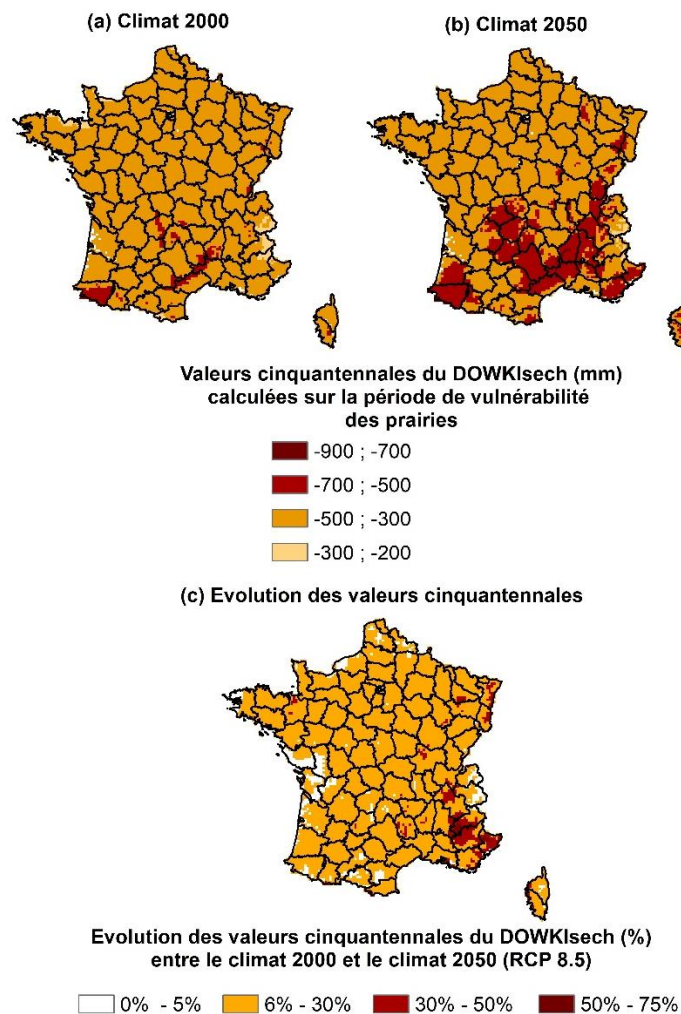 (a) Climat 2000
(b) Climat 2050
Valeurs cinquantennales du DOWKIsech (mm)
calculées sur la période de vulnérabilité
des prairies
-900 ; -700
-700 ; -500
-500 ; -300
-300 ; -200
(c) Evolution des valeurs cinquantennales
Evolution des valeurs cinquantennales du DOWKIsech (%)
entre le climat 2000 et le climat 2050 (RCP 8.5)
0% - 5% 6% - 30% 30% - 50% 50% - 75%